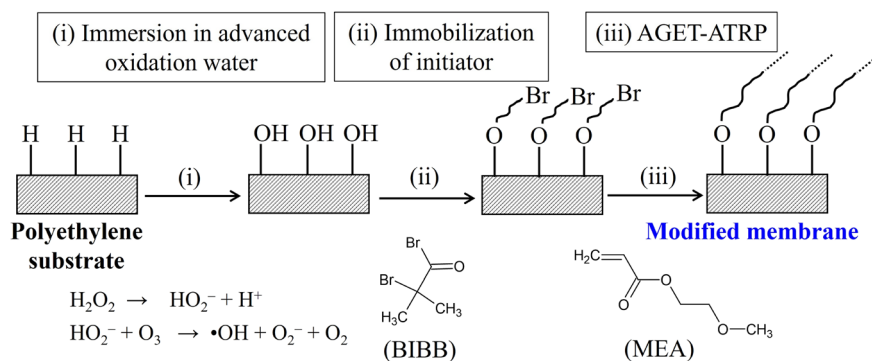 (i) Immersion in advanced
oxidation water
(ii) Immobilization
of initiator
(iii) AGET-ATRP
H H H
OH OH OH
Br Br Br
O O O
O O O
(i)
(ii)
(iii)
Polyethylene
substrate
Modified membrane
H₂O₂ → HO₂⁻ + H⁺
HO₂⁻ + O₃ → •OH + O₂⁻ + O₂
Br
O
Br
H₃C CH₃
(BIBB)
H₂C
O
O
O CH₃
(MEA)